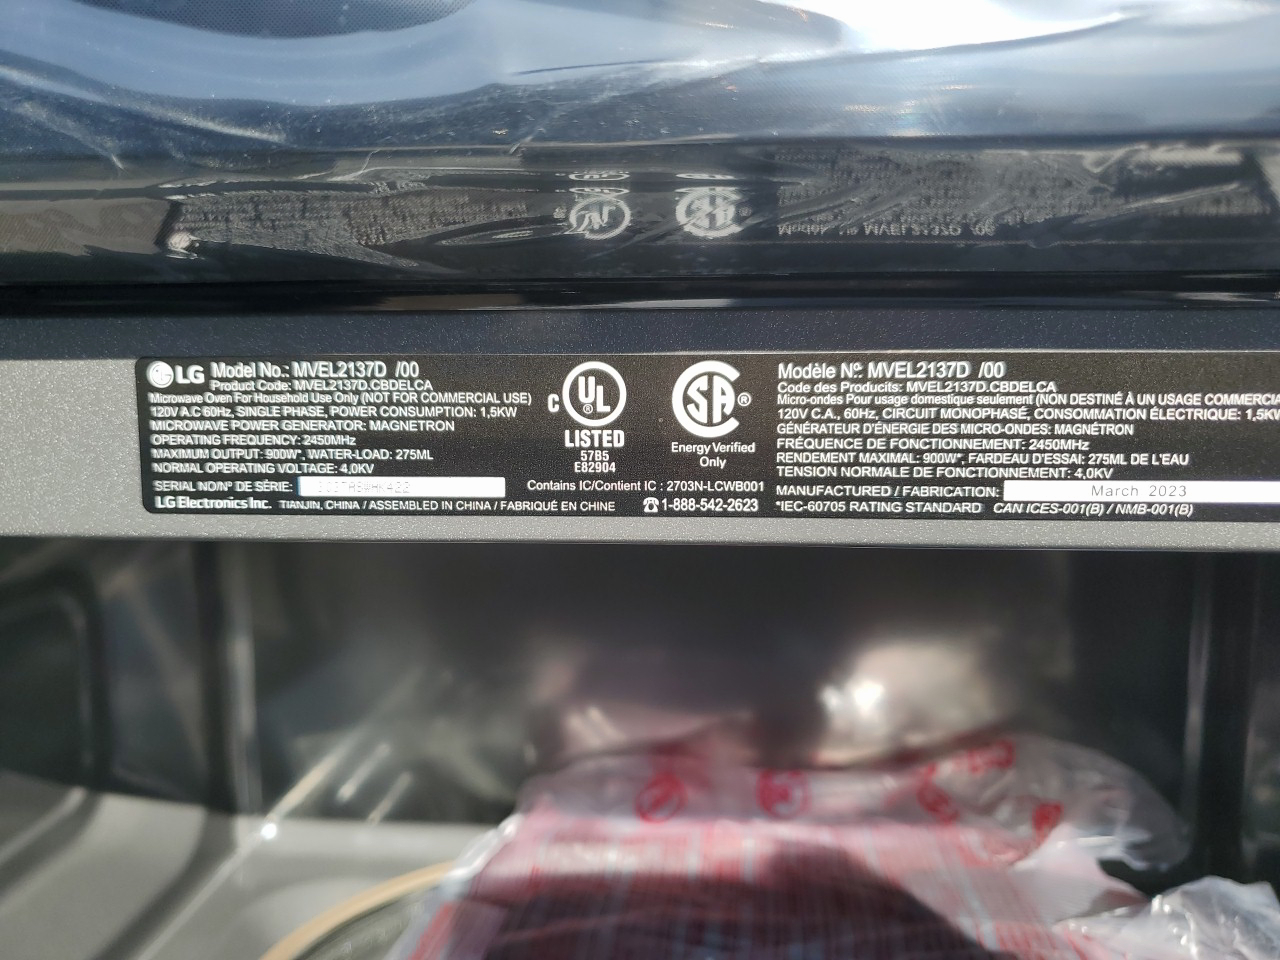 LG Model No.: MVEL2137D /00
Product Code: MVEL2137D.CBDELCA
Microwave Oven For Household Use Only (NOT FOR COMMERCIAL USE)
120V A.C 60Hz, SINGLE PHASE, POWER CONSUMPTION: 1,5KW
MICROWAVE POWER GENERATOR: MAGNETRON
OPERATING FREQUENCY: 2450MHz
MAXIMUM OUTPUT: 900W*, WATER-LOAD: 275ML
NORMAL OPERATING VOLTAGE: 4,0KV
SERIAL NO/Nº DE SÉRIE:
LG Electronics Inc. TIANJIN, CHINA / ASSEMBLED IN CHINA / FABRIQUÉ EN CHINE
C UL ®
LISTED
57B5
E82904
SA ®
Energy Verified
Only
Contains IC/Contient IC : 2703N-LCWB001
☎1-888-542-2623
Modèle Nº: MVEL2137D /00
Code des Producits: MVEL2137D.CBDELCA
Micro-ondes Pour usage domestique seulement (NON DESTINÉ À UN USAGE COMMERCIA
120V C.A., 60Hz, CIRCUIT MONOPHASÉ, CONSOMMATION ÉLECTRIQUE: 1,5KW
GÉNÉRATEUR D'ÉNERGIE DES MICRO-ONDES: MAGNÉTRON
FRÉQUENCE DE FONCTIONNEMENT: 2450MHz
RENDEMENT MAXIMAL: 900W*, FARDEAU D'ESSAI: 275ML DE L'EAU
TENSION NORMALE DE FONCTIONNEMENT: 4,0KV
MANUFACTURED / FABRICATION: March 2023
*IEC-60705 RATING STANDARD CAN ICES-001(B) / NMB-001(B)